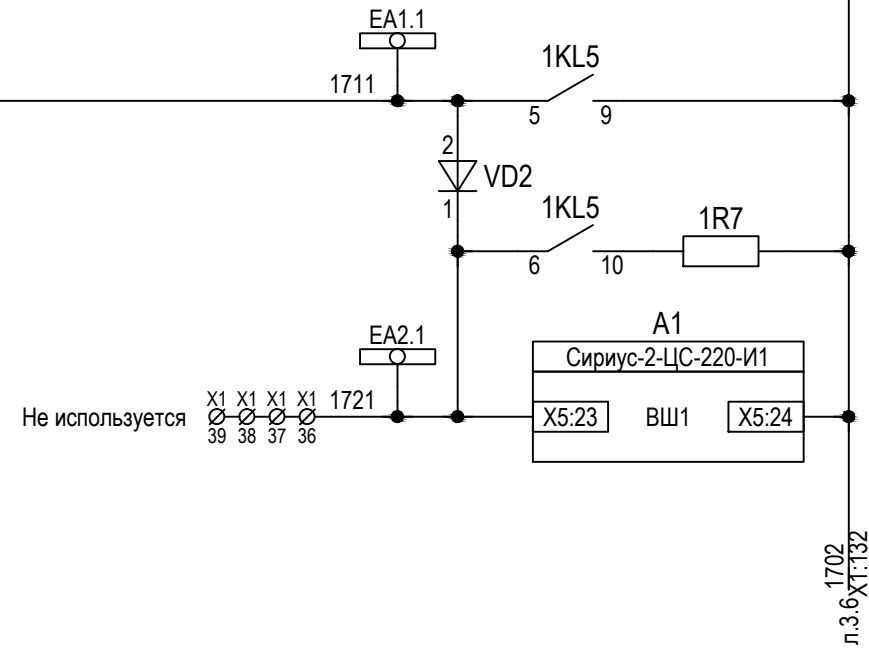 EA1.1
1KL5
1711
5 9
2
VD2
1
1KL5
1R7
6 10
A1
EA2.1
Сириус-2-ЦС-220-И1
X1 X1 X1 X1 1721
Не используется
X5:23 ВШ1 X5:24
39 38 37 36
1702
X1:132
л.3.6